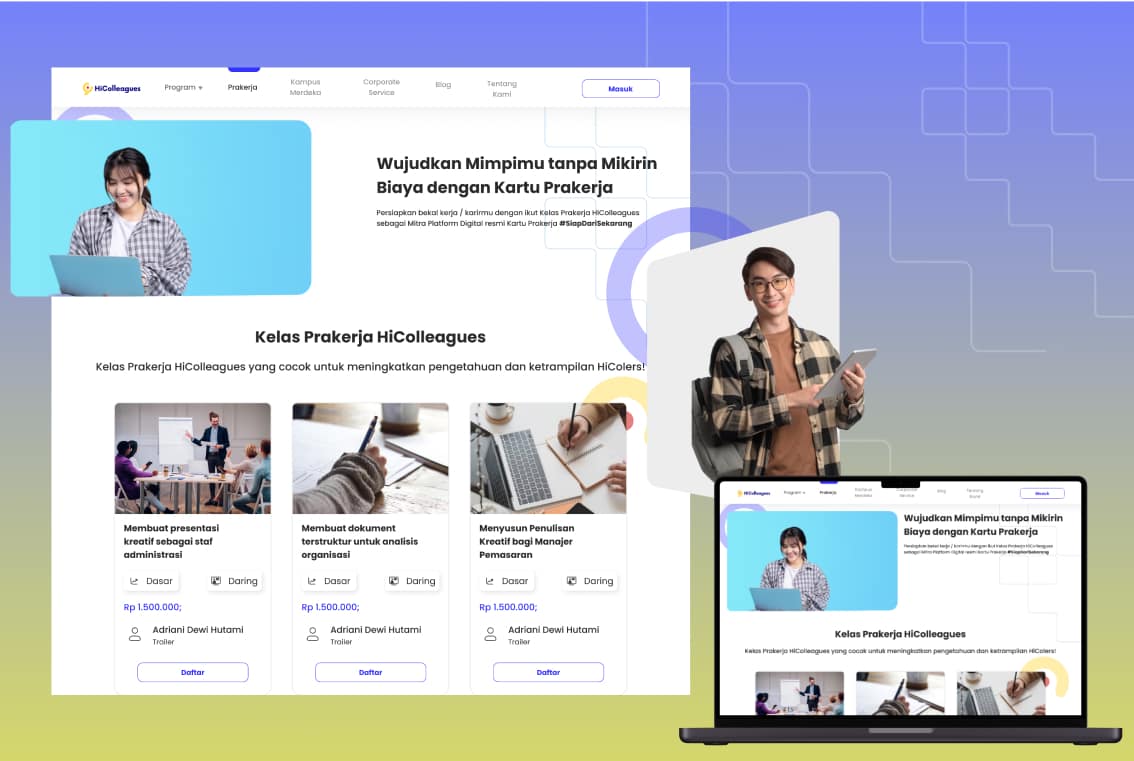 HiColleagues
Program
Prakerja
Kampus
Merdeka
Corporate
Service
Blog
Tentang
Kami
Masuk
Wujudkan Mimpimu tanpa Mikirin
Biaya dengan Kartu Prakerja
Persiapkan bekal kerja / karirmu dengan ikut Kelas Prakerja HiColleagues
sebagai Mitra Platform Digital resmi Kartu Prakerja #SiapDariSekarang
Kelas Prakerja HiColleagues
Kelas Prakerja HiColleagues yang cocok untuk meningkatkan pengetahuan dan ketrampilan HiColers!
Membuat presentasi
kreatif sebagai staf
administrasi
Dasar
Daring
Rp 1.500.000;
Adriani Dewi Hutami
Trailer
Daftar
Membuat dokument
terstruktur untuk analisis
organisasi
Dasar
Daring
Rp 1.500.000;
Adriani Dewi Hutami
Trailer
Daftar
Menyusun Penulisan
Kreatif bagi Manajer
Pemasaran
Dasar
Daring
Rp 1.500.000;
Adriani Dewi Hutami
Trailer
Daftar
HiColleagues
Program
Prakerja
Kampus
Merdeka
Service
Blog
Tentang
Kami
Masuk
Wujudkan Mimpimu tanpa Mikirin
Biaya dengan Kartu Prakerja
Persiapkan bekal kerja / karirmu dengan ikut Kelas Prakerja HiColleagues
sebagai Mitra Platform Digital resmi Kartu Prakerja #SiapDariSekarang
Kelas Prakerja HiColleagues
Kelas Prakerja HiColleagues yang cocok untuk meningkatkan pengetahuan dan ketrampilan HiColers!